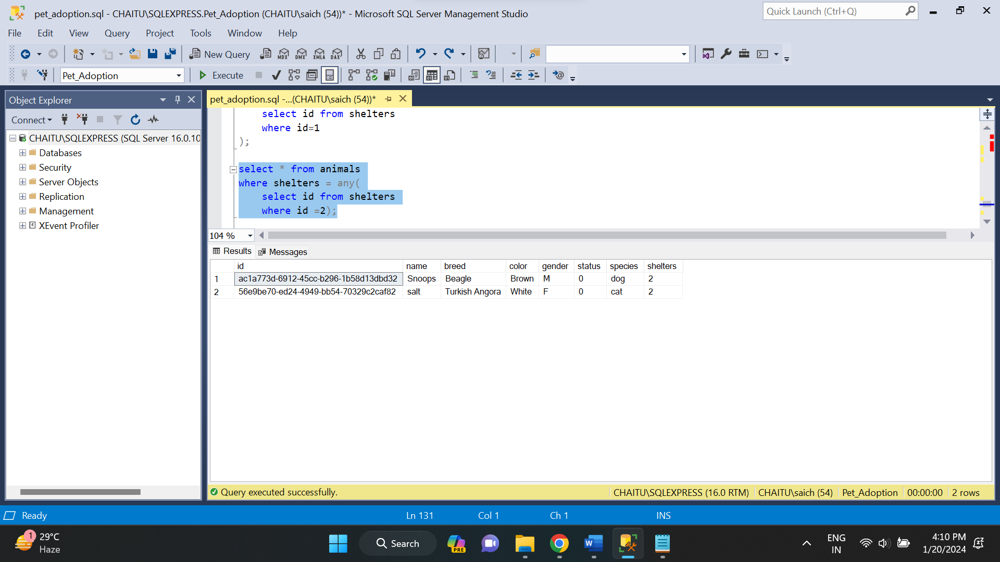 pet_adoption.sql - CHAITU\SQLEXPRESS.Pet_Adoption (CHAITU\saich (54))* - Microsoft SQL Server Management Studio
Quick Launch (Ctrl+Q)
File Edit View Query Project Tools Window Help
New Query MDX DMX XMLA DAX
Pet_Adoption Execute
Object Explorer
Connect
CHAITU\SQLEXPRESS (SQL Server 16.0.10
Databases
Security
Server Objects
Replication
Management
XEvent Profiler
pet_adoption.sql -...(CHAITU\saich (54))*
select id from shelters
where id=1
);
select * from animals
where shelters = any(
select id from shelters
where id =2);
104 %
Results Messages
id name breed color gender status species shelters
1 ac1a773d-6912-45cc-b296-1b58d13dbd32 Snoops Beagle Brown M 0 dog 2
2 56e9be70-ed24-4949-bb54-70329c2caf82 salt Turkish Angora White F 0 cat 2
Query executed successfully. CHAITU\SQLEXPRESS (16.0 RTM) CHAITU\saich (54) Pet_Adoption 00:00:00 2 rows
Ready Ln 131 Col 1 Ch 1 INS
1 29°C
Haze
Search
PRE
W
ENG
IN
4:10 PM
1/20/2024